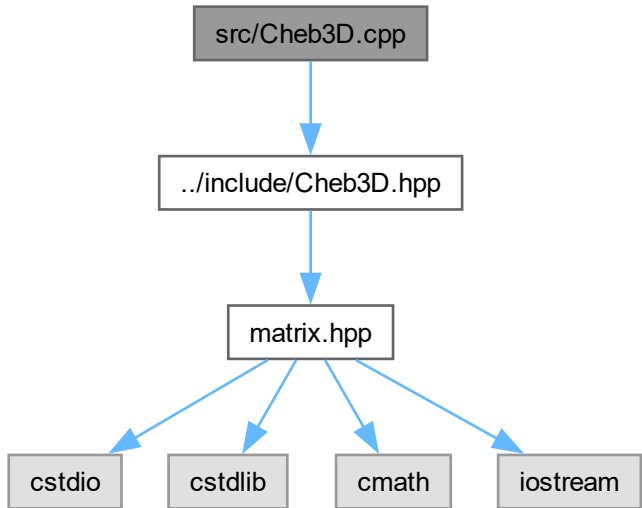 src/Cheb3D.cpp
../include/Cheb3D.hpp
matrix.hpp
cstdio
cstdlib
cmath
iostream